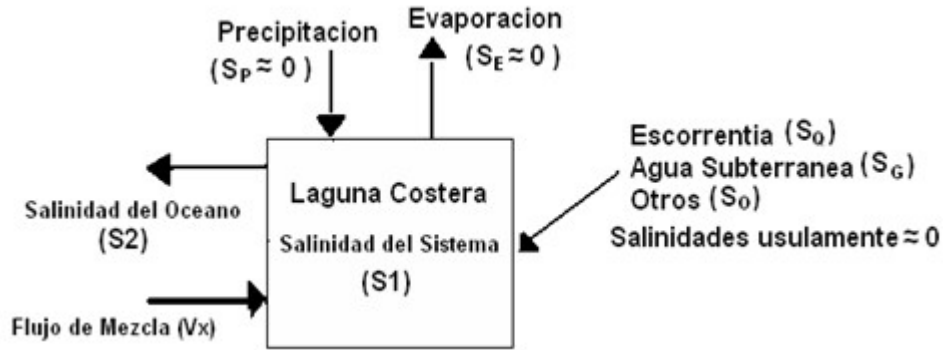 Precipitacion
(SP ≈ 0 )
Evaporacion
(SE ≈ 0)
Escorrentia (SQ)
Agua Subterranea (SG)
Otros (SO)
Salinidades usulamente ≈ 0
Laguna Costera
Salinidad del Sistema
(S1)
Salinidad del Oceano
(S2)
Flujo de Mezcla (Vx)